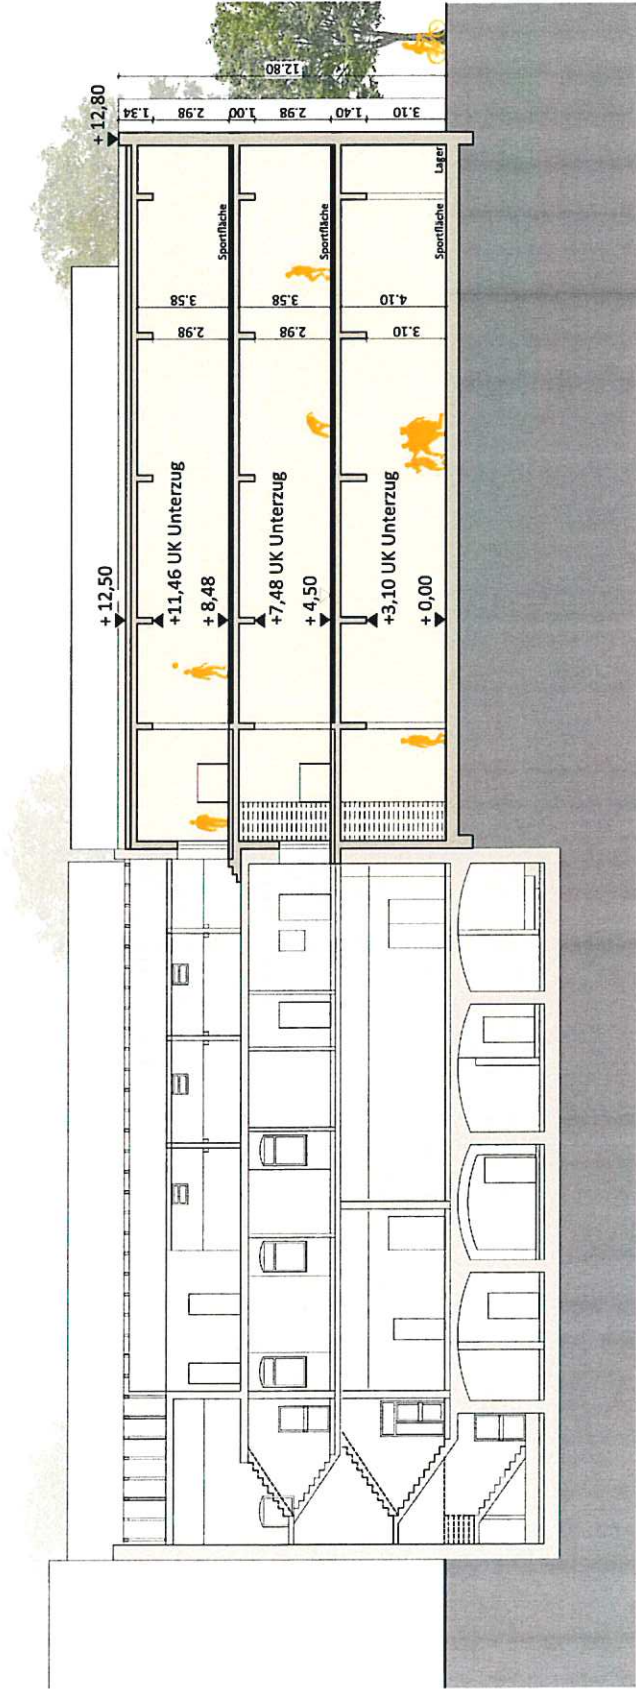 + 12,80
+ 12,50
+11,46 UK Unterzug
+ 8,48
+7,48 UK Unterzug
+ 4,50
+3,10 UK Unterzug
+ 0,00
Sportfläche
Sportfläche
Sportfläche
Lager
3.58
2.98
3.58
2.98
4.10
3.10
1.34
2.98
1.00
2.98
1.40
3.10
12.80